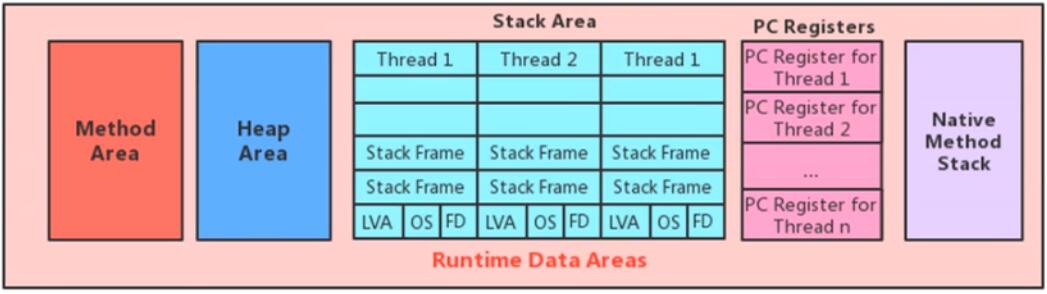 Stack Area
PC Registers
Method
Area
Heap
Area
Thread 1
Thread 2
Thread 1
Stack Frame
Stack Frame
Stack Frame
Stack Frame
Stack Frame
Stack Frame
LVA
OS
FD
LVA
OS
FD
LVA
OS
FD
PC Register for
Thread 1
PC Register for
Thread 2
...
PC Register for
Thread n
Native
Method
Stack
Runtime Data Areas